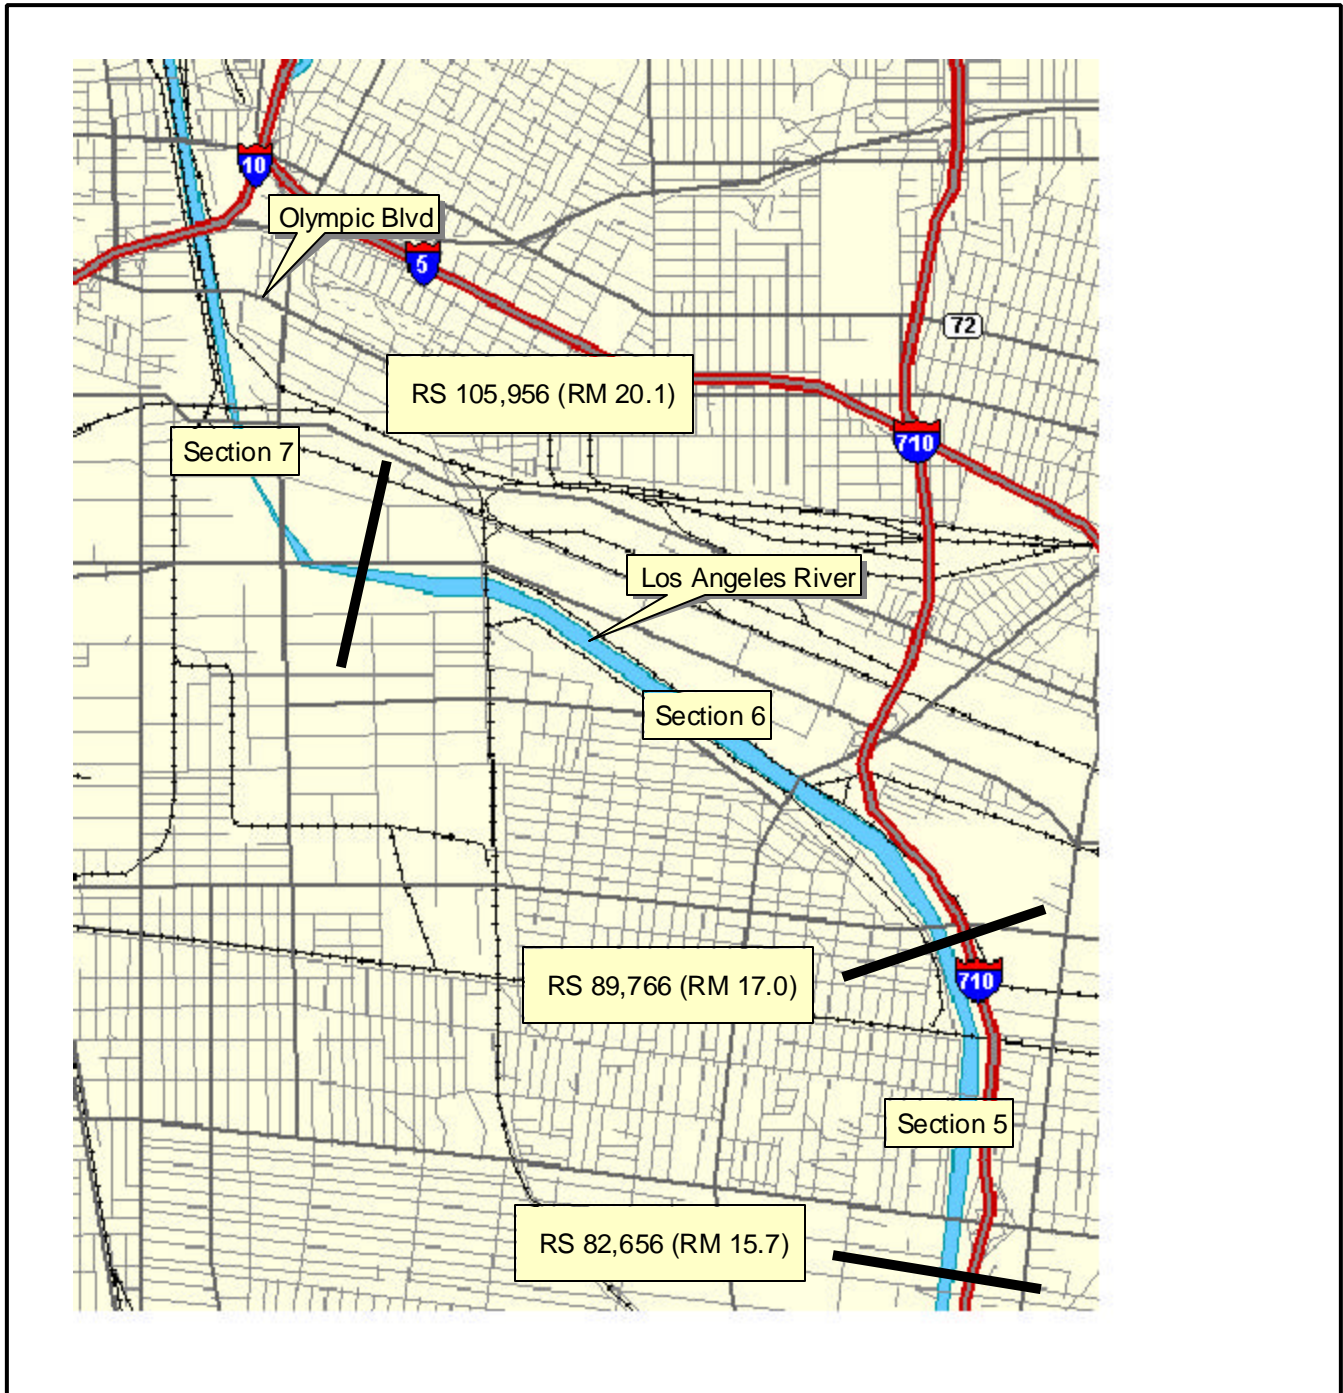 10
Olympic Blvd
5
72
RS 105,956 (RM 20.1)
710
Section 7
Los Angeles River
Section 6
RS 89,766 (RM 17.0)
710
Section 5
RS 82,656 (RM 15.7)